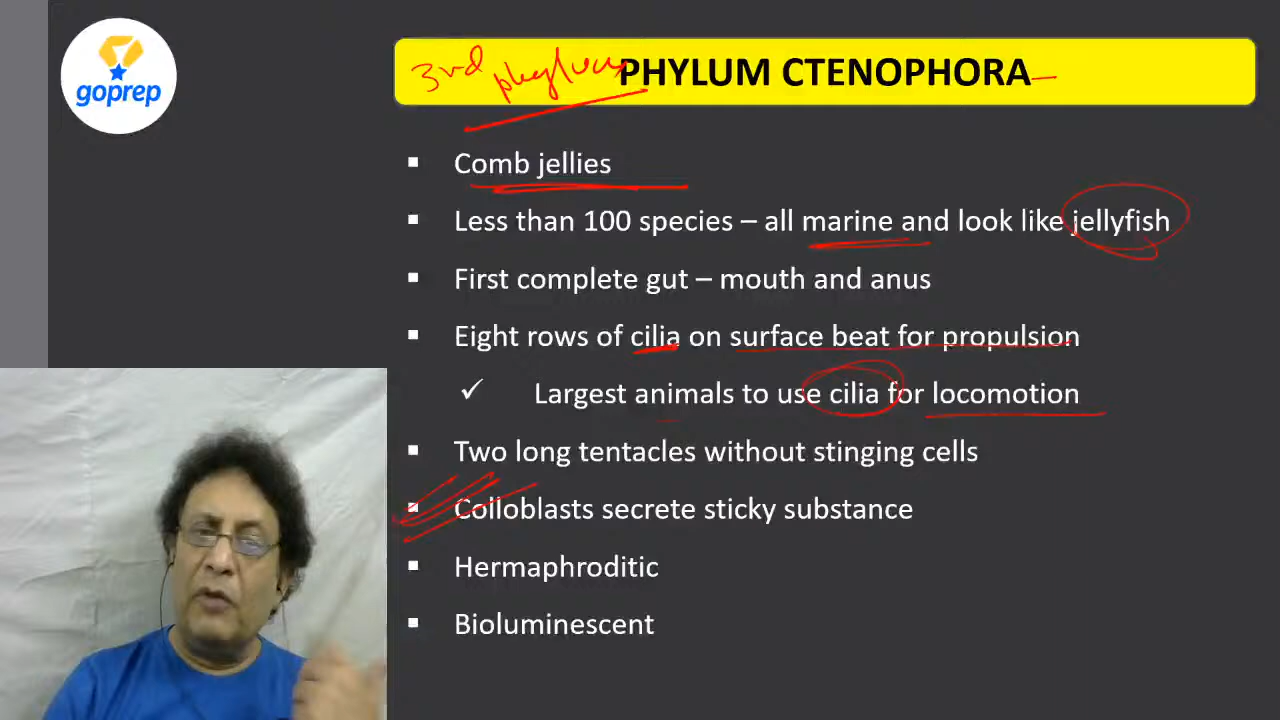 goprep
3rd phylum PHYLUM CTENOPHORA
Comb jellies
Less than 100 species – all marine and look like jellyfish
First complete gut – mouth and anus
Eight rows of cilia on surface beat for propulsion
Largest animals to use cilia for locomotion
Two long tentacles without stinging cells
Colloblasts secrete sticky substance
Hermaphroditic
Bioluminescent